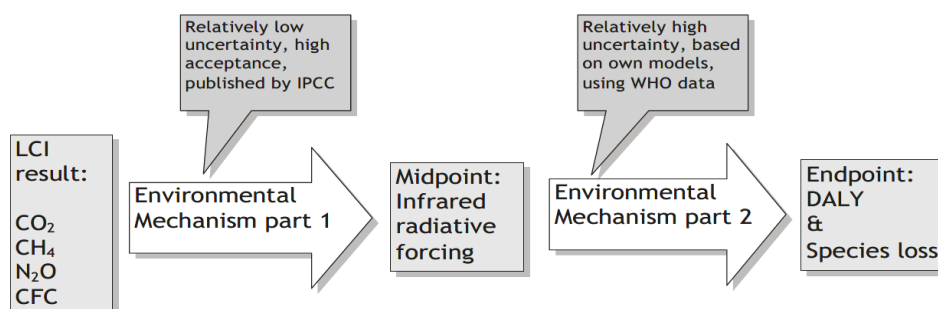 Relatively low
uncertainty, high
acceptance,
published by IPCC
Relatively high
uncertainty, based
on own models,
using WHO data
LCI
result:
CO₂
CH₄
N₂O
CFC
Environmental
Mechanism part 1
Midpoint:
Infrared
radiative
forcing
Environmental
Mechanism part 2
Endpoint:
DALY
&
Species loss